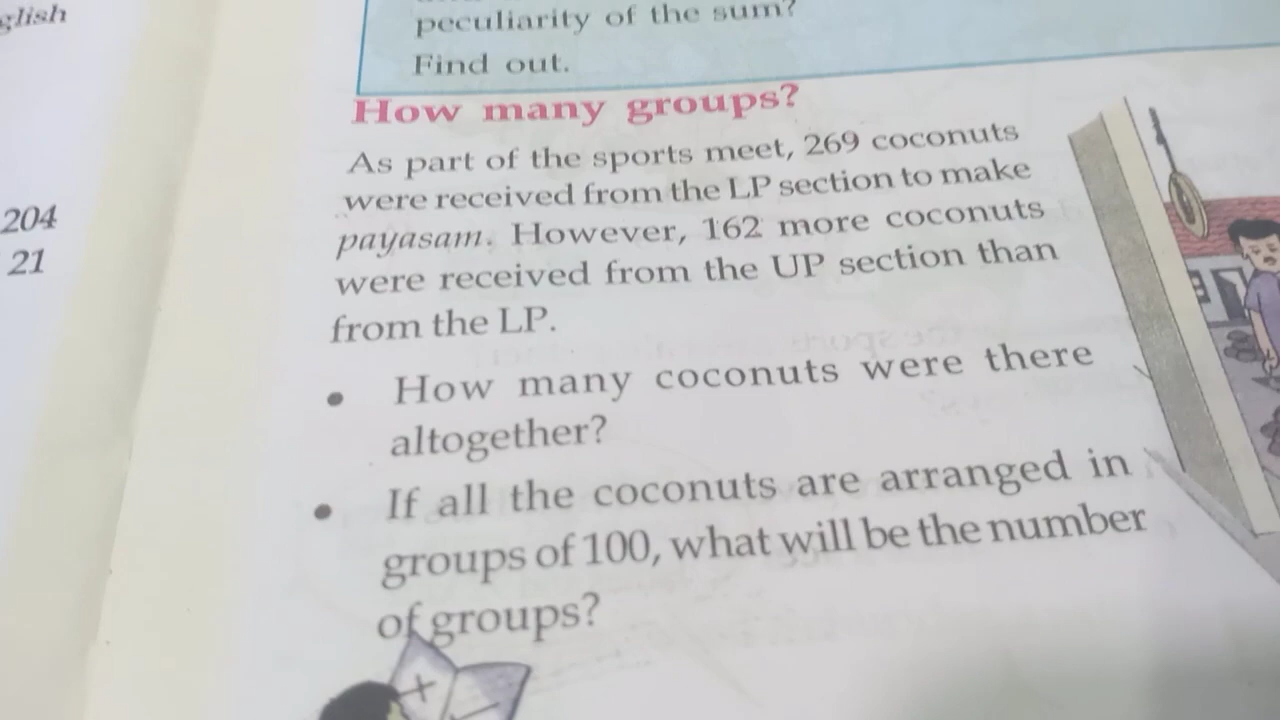 glish
204
21
peculiarity of the sum?
Find out.
How many groups?
As part of the sports meet, 269 coconuts
were received from the LP section to make
payasam. However, 162 more coconuts
were received from the UP section than
from the LP.
• How many coconuts were there
altogether?
• If all the coconuts are arranged in
groups of 100, what will be the number
of groups?